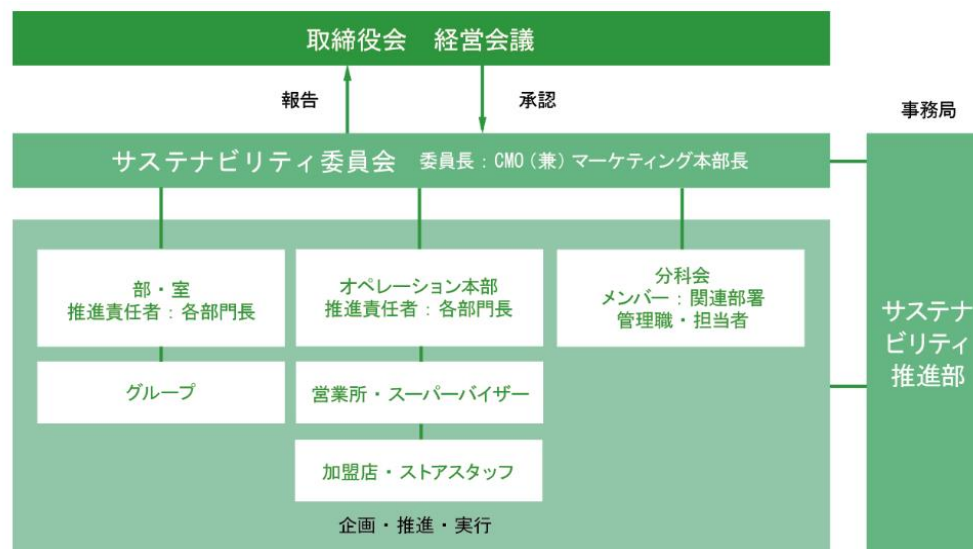 取締役会　経営会議
報告
承認
事務局
サステナビリティ委員会　委員長：CMO（兼）マーケティング本部長
部・室
推進責任者：各部門長
オペレーション本部
推進責任者：各部門長
分科会
メンバー：関連部署
管理職・担当者
サステナ
ビリティ
推進部
グループ
営業所・スーパーバイザー
加盟店・ストアスタッフ
企画・推進・実行